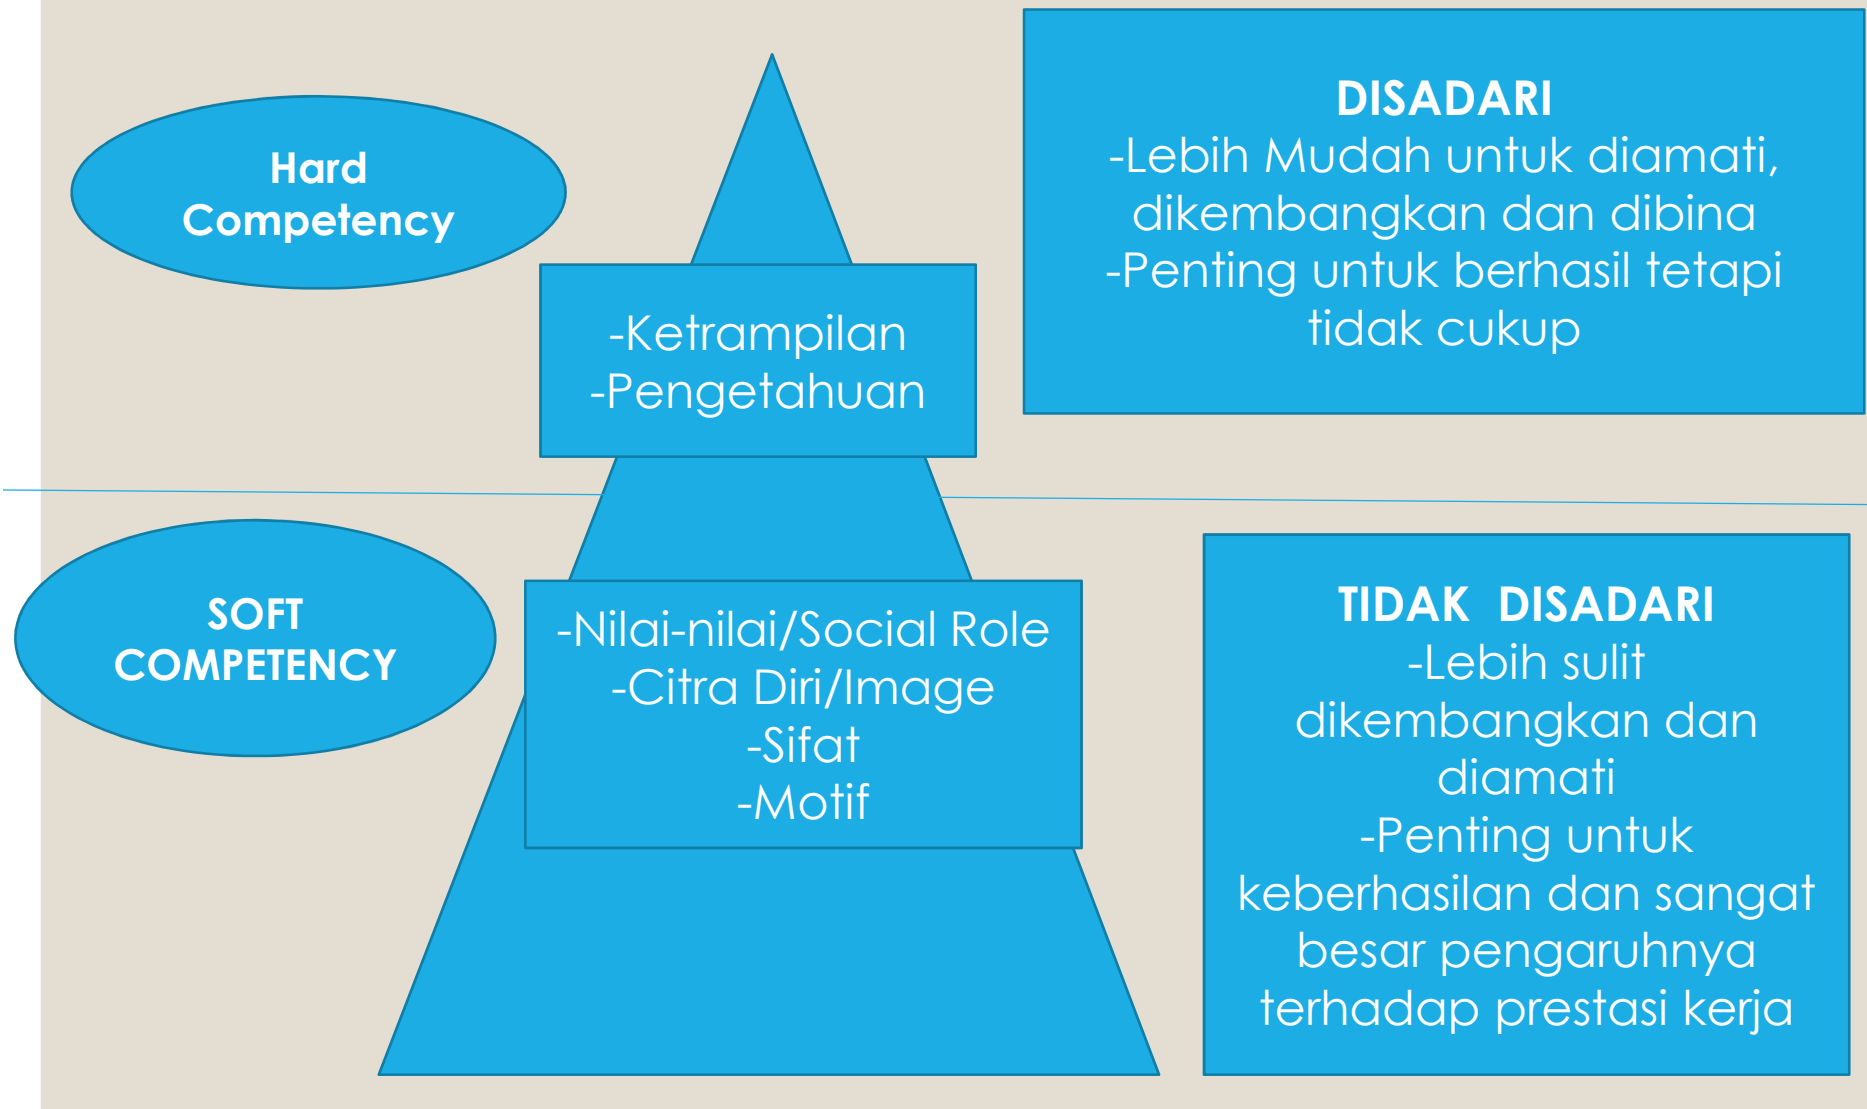 Hard
Competency
-Ketrampilan
-Pengetahuan
DISADARI
-Lebih Mudah untuk diamati,
dikembangkan dan dibina
-Penting untuk berhasil tetapi
tidak cukup
SOFT
COMPETENCY
-Nilai-nilai/Social Role
-Citra Diri/Image
-Sifat
-Motif
TIDAK  DISADARI
-Lebih sulit
dikembangkan dan
diamati
-Penting untuk
keberhasilan dan sangat
besar pengaruhnya
terhadap prestasi kerja